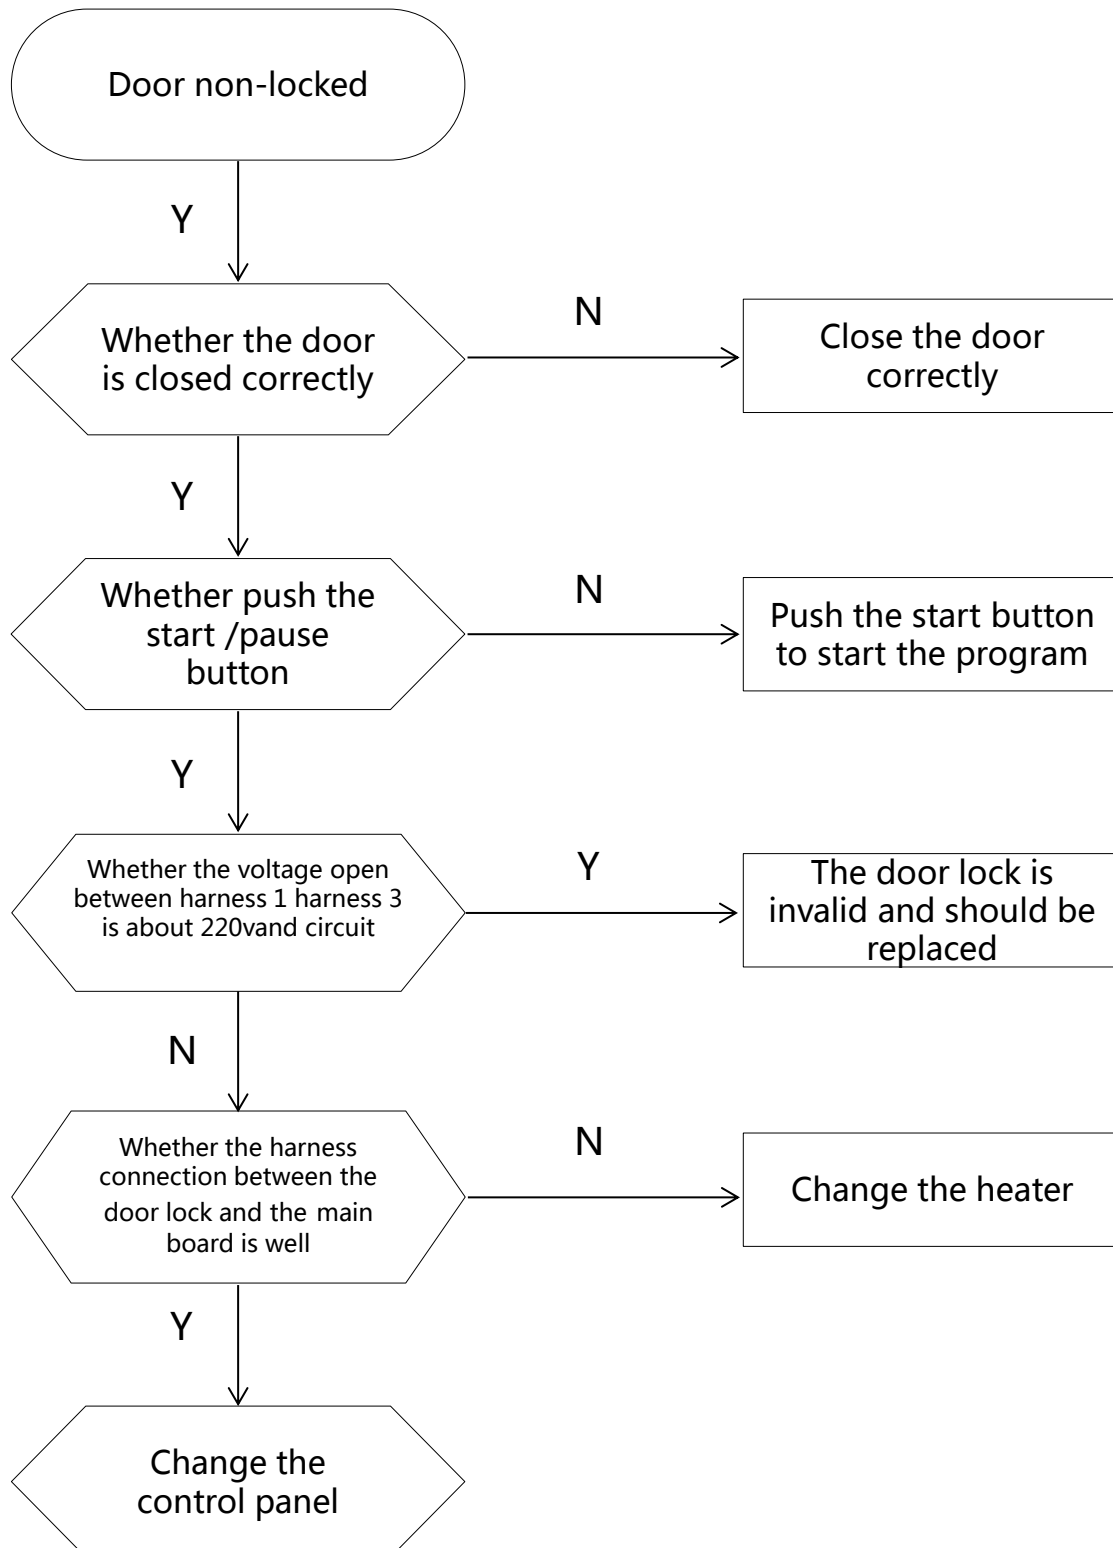 Door non-locked
Y
Whether the door
is closed correctly
N
Close the door
correctly
Y
Whether push the
start /pause
button
N
Push the start button
to start the program
Y
Whether the voltage open
between harness 1 harness 3
is about 220vand circuit
Y
The door lock is
invalid and should be
replaced
N
Whether the harness
connection between the
door lock and the main
board is well
N
Change the heater
Y
Change the
control panel